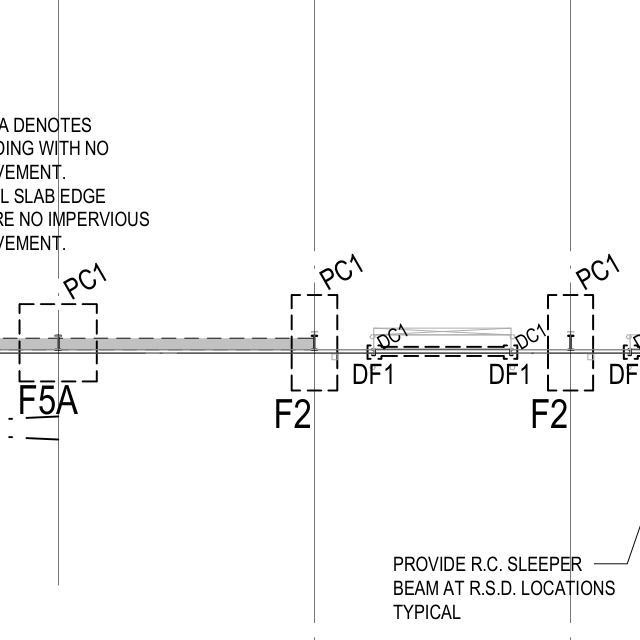 A DENOTES
DING WITH NO
VEMENT.
L SLAB EDGE
RE NO IMPERVIOUS
VEMENT.
PC1
PC1
PC1
DC1
DC1
DF1
DF1
DF
F5A
F2
F2
PROVIDE R.C. SLEEPER
BEAM AT R.S.D. LOCATIONS
TYPICAL